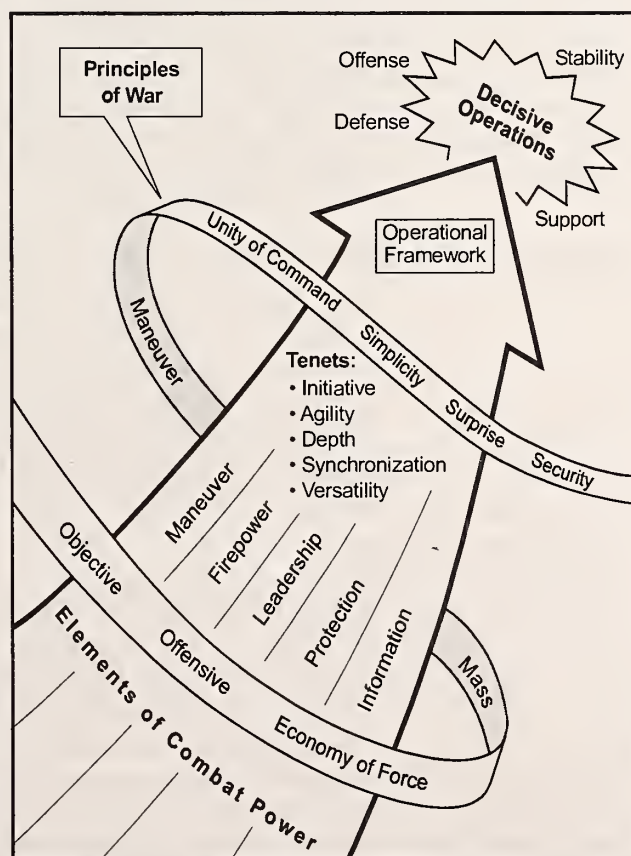 Principles
of War
Offense
Stability
Decisive
Operations
Defense
Support
Operational
Framework
Unity of Command
Simplicity
Surprise
Security
Maneuver
Tenets:
• Initiative
• Agility
• Depth
• Synchronization
• Versatility
Maneuver
Firepower
Leadership
Protection
Information
Objective
Offensive
Economy of Force
Mass
Elements of Combat Power